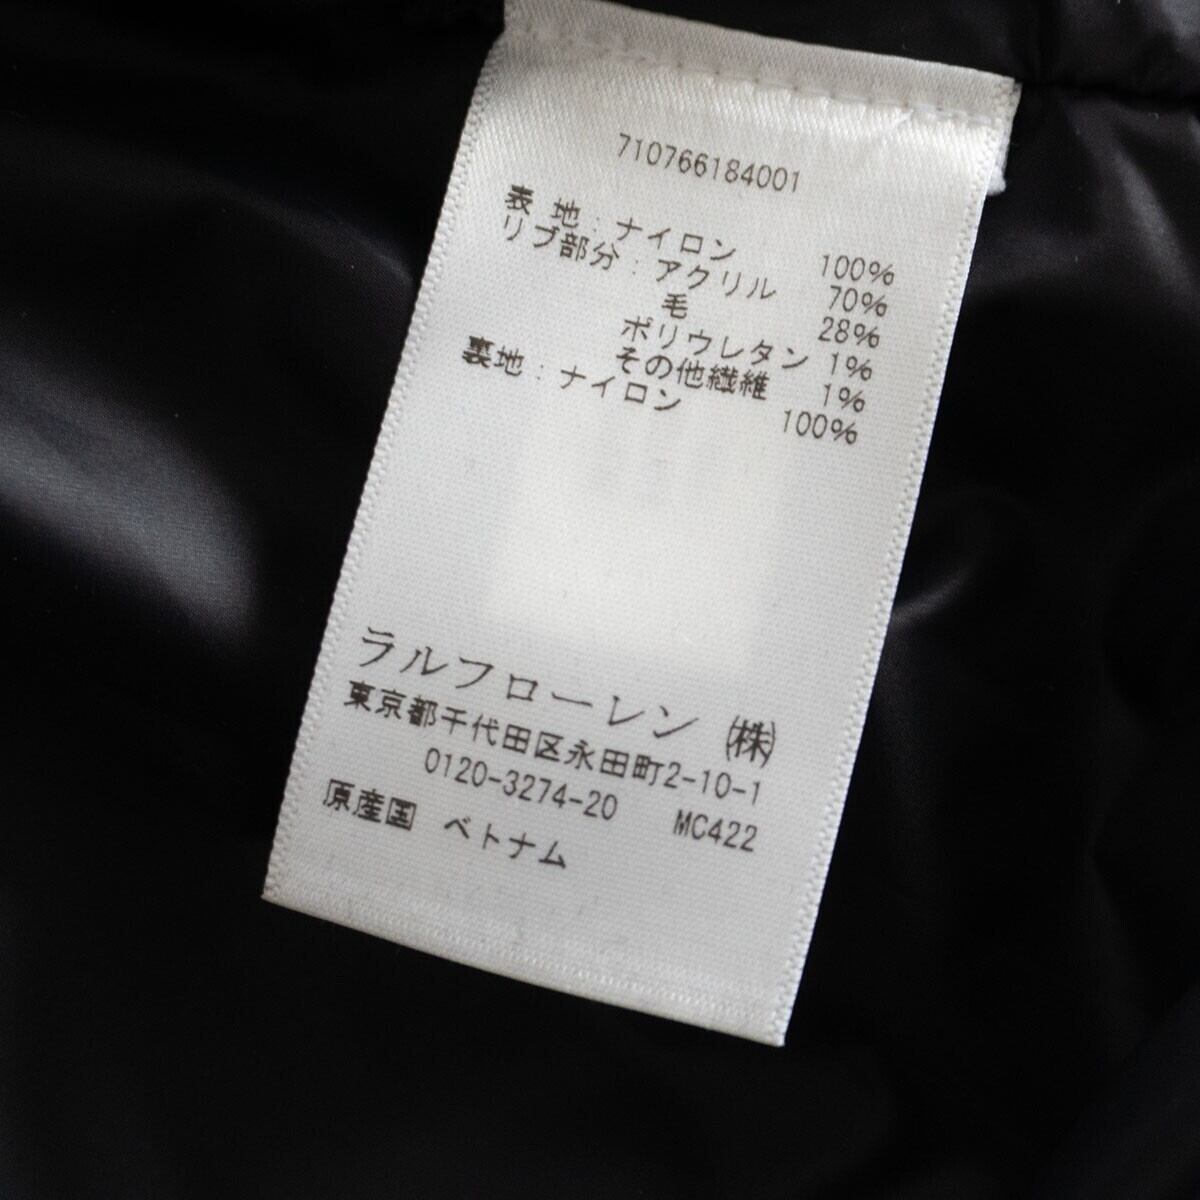 710766184001
表 地 : ナイロン 100%
リブ部分 : アクリル 70%
毛 28%
ポリウレタン 1%
その他繊維 1%
裏地 : ナイロン 100%
ラルフローレン ㈱
東京都千代田区永田町2-10-1
0120-3274-20 MC422
原産国 ベトナム